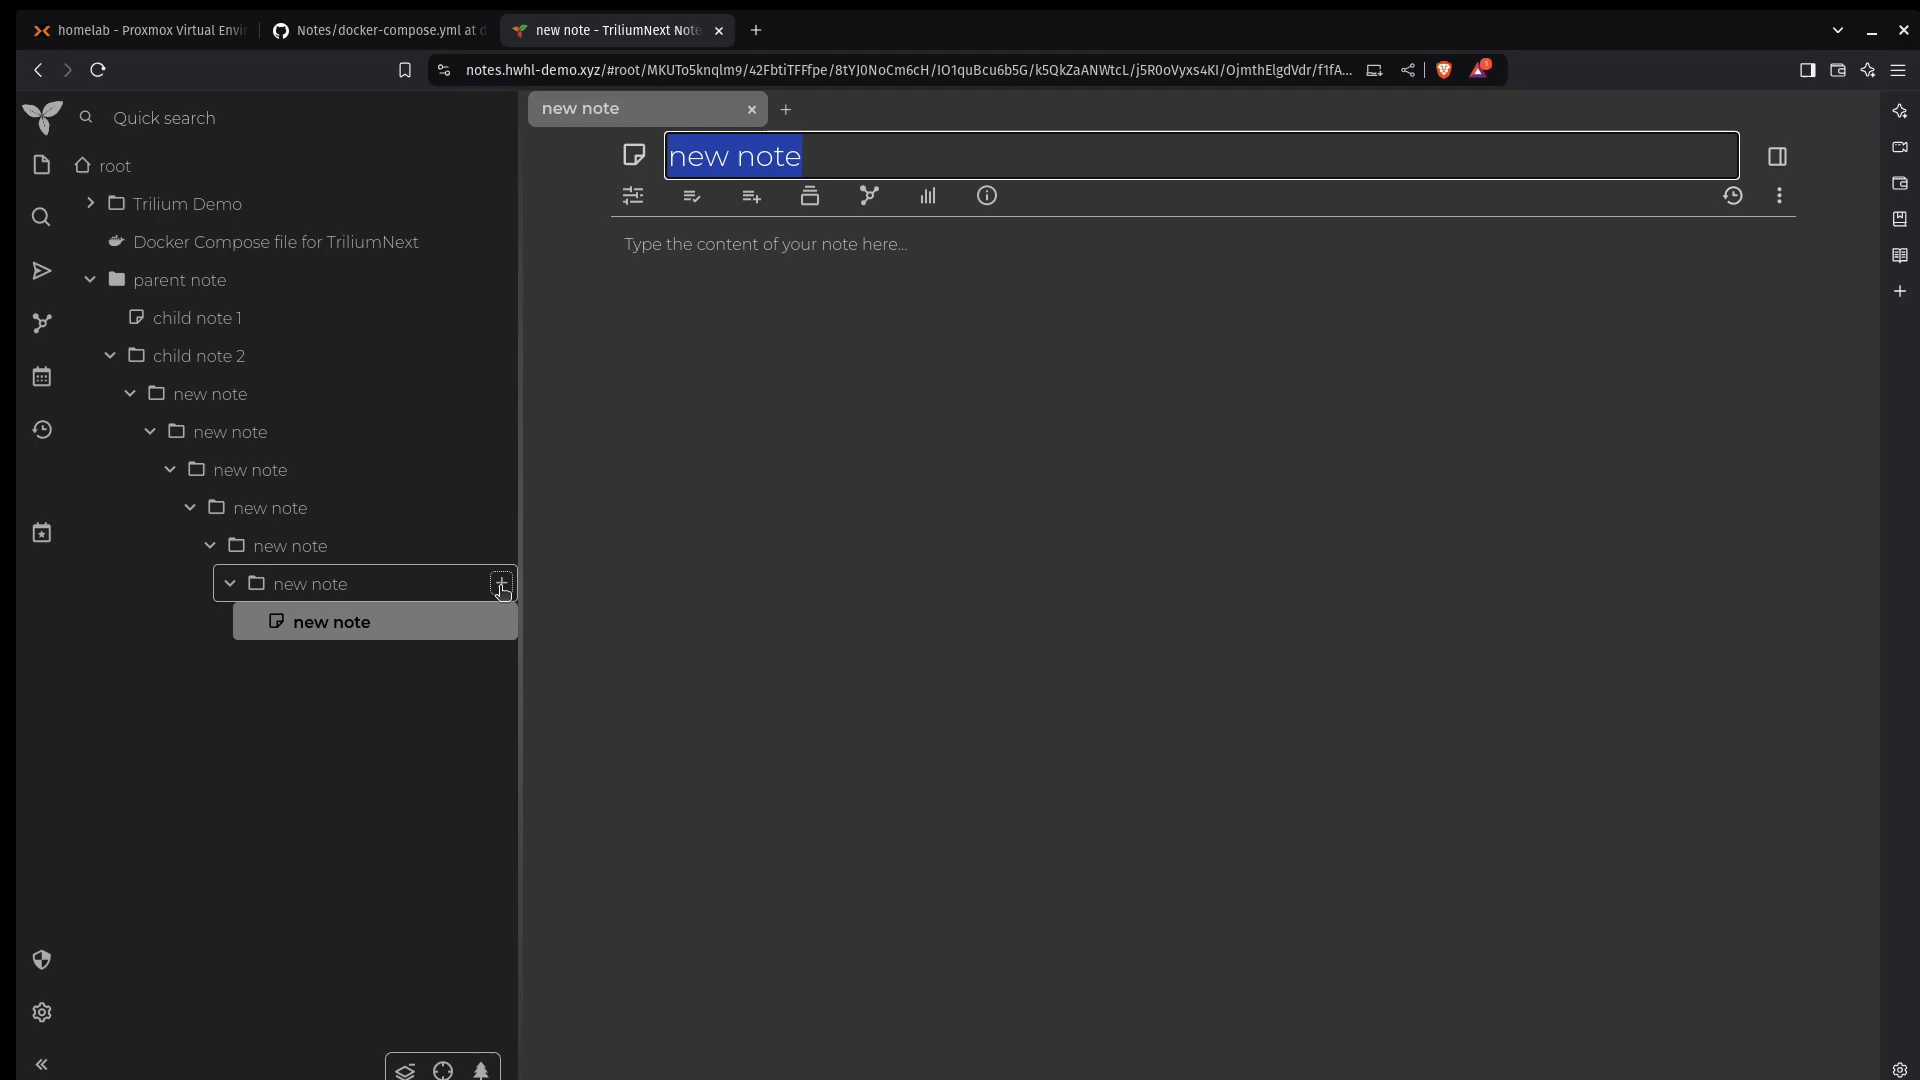 homelab - Proxmox Virtual Envi
Notes/docker-compose.yml at d
new note - TriliumNext Note
notes.hwhl-demo.xyz/#root/MKUTo5knqlm9/42FbtiTFFfpe/8tYJ0NoCm6cH/IO1quBcu6b5G/k5QkZaANWtcL/j5R0oVyxs4KI/OjmthElgdVdr/f1fA...
1
Quick search
new note
root
new note
Trilium Demo
Docker Compose file for TriliumNext
Type the content of your note here...
parent note
child note 1
child note 2
new note
new note
new note
new note
new note
new note
new note